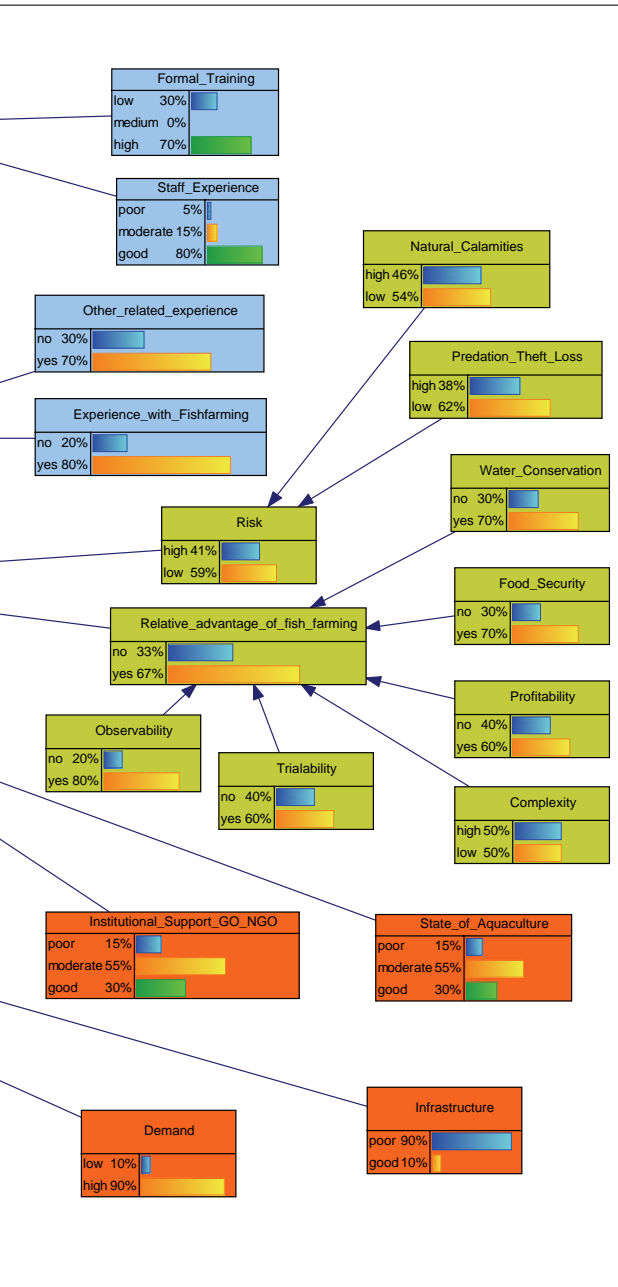 Formal_Training
low 30%
medium 0%
high 70%
Staff_Experience
poor 5%
moderate 15%
good 80%
Natural_Calamities
high 46%
low 54%
Other_related_experience
no 30%
yes 70%
Predation_Theft_Loss
high 38%
low 62%
Experience_with_Fishfarming
no 20%
yes 80%
Water_Conservation
no 30%
yes 70%
Risk
high 41%
low 59%
Food_Security
no 30%
yes 70%
Relative_advantage_of_fish_farming
no 33%
yes 67%
Profitability
no 40%
yes 60%
Observability
no 20%
yes 80%
Trialability
no 40%
yes 60%
Complexity
high 50%
low 50%
Institutional_Support_GO_NGO
poor 15%
moderate 55%
good 30%
State_of_Aquaculture
poor 15%
moderate 55%
good 30%
Infrastructure
poor 90%
good 10%
Demand
low 10%
high 90%